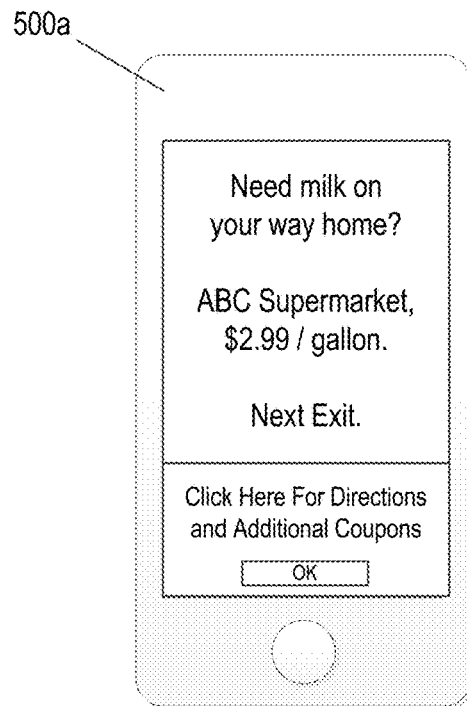 500a
Need milk on
your way home?
ABC Supermarket,
$2.99 / gallon.
Next Exit.
Click Here For Directions
and Additional Coupons
OK